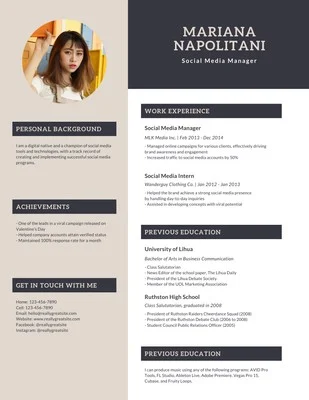 MARIANA
NAPOLITANI
Social Media Manager
PERSONAL BACKGROUND
I am a digital native and a champion of social media
tools and technologies, with a track record of
creating and implementing successful social media
programs.
ACHIEVEMENTS
- One of the leads in a viral campaign released on
Valentine's Day
- Helped company accounts attain verified status
- Maintained 100% response rate for a month
GET IN TOUCH WITH ME
Home: 123-456-7890
Cell: 123-456-7890
Email: hello@reallygreatsite.com
Website: www.reallygreatsite.com
Facebook: @reallygreatsite
Instagram: @reallygreatsite
WORK EXPERIENCE
Social Media Manager
MLK Media Inc. | Feb 2013 - Dec 2014
- Managed online campaigns for various clients, effectively driving
brand awareness and engagement
- Increased traffic to social media accounts by 50%
Social Media Intern
Wanderguy Clothing Co. | Jan 2012 - Jan 2013
- Helped the brand achieve a strong social media presence
by handling day to day inquiries
- Assisted in developing concepts with viral potential
PREVIOUS EDUCATION
University of Lihua
Bachelor of Arts in Business Communication
- Class Salutatorian
- News Editor of the school paper, The Lihua Daily
- President of the Debate Society
- Member of the UOL Marketing Association
Ruthston High School
Class Salutatorian, graduated in 2008
- President of Ruthston Raiders Cheerdance Squad (2008)
- President of the Ruthston Debate Club (2006 to 2008)
- Student Council Public Relations Officer (2005)
PREVIOUS EDUCATION
I can produce music using any of the following programs: AVID Pro
Tools, FL Studio, Ableton Live, Adobe Premiere, Vegas Pro 11,
Cubase, and Fruity Loops.